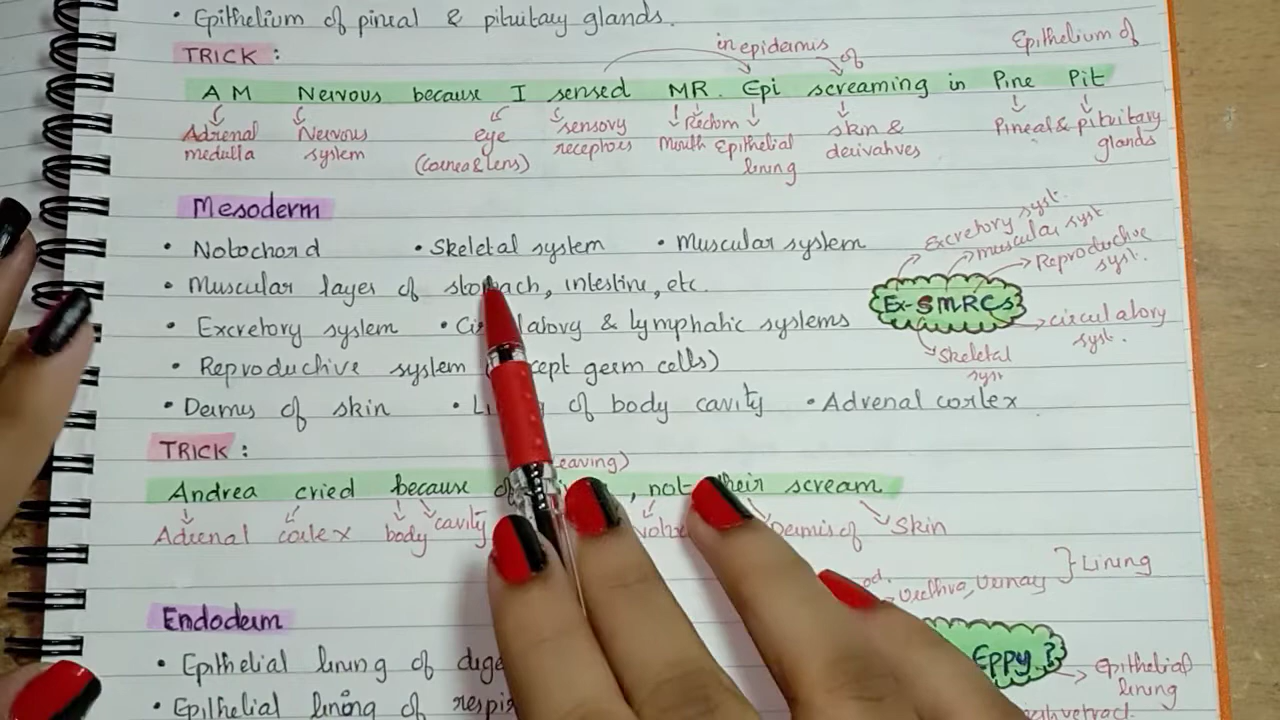 • Epithelium of pineal & pituitary glands.
TRICK :
in epidermis of
Epithelium of
AM Nervous because I sensed MR. Epi screaming in Pine Pit
Adrenal medulla
Nervous system
eye (cornea & lens)
sensory receptors
Mouth
Rectum
Epithelial lining
skin & derivatives
Pineal & pituitary glands
Mesoderm
• Notochord • Skeletal system • Muscular system
• Muscular layer of stomach, intestine, etc.
• Excretory system • Circulatory & lymphatic systems
• Reproductive system (except germ cells)
• Dermis of skin • of body cavity • Adrenal cortex
Excretory syst.
muscular syst
Reproductive syst.
Ex-SMRCs
circulatory syst.
Skeletal syst
TRICK :
eaving)
Andrea cried because of , not their scream
Adrenal cortex body cavity Dermis of Skin
Urethra,
} Lining
Endoderm
• Epithelial lining of dige
• Epithelial lining of respi
Eppy ?
Epithelial lining